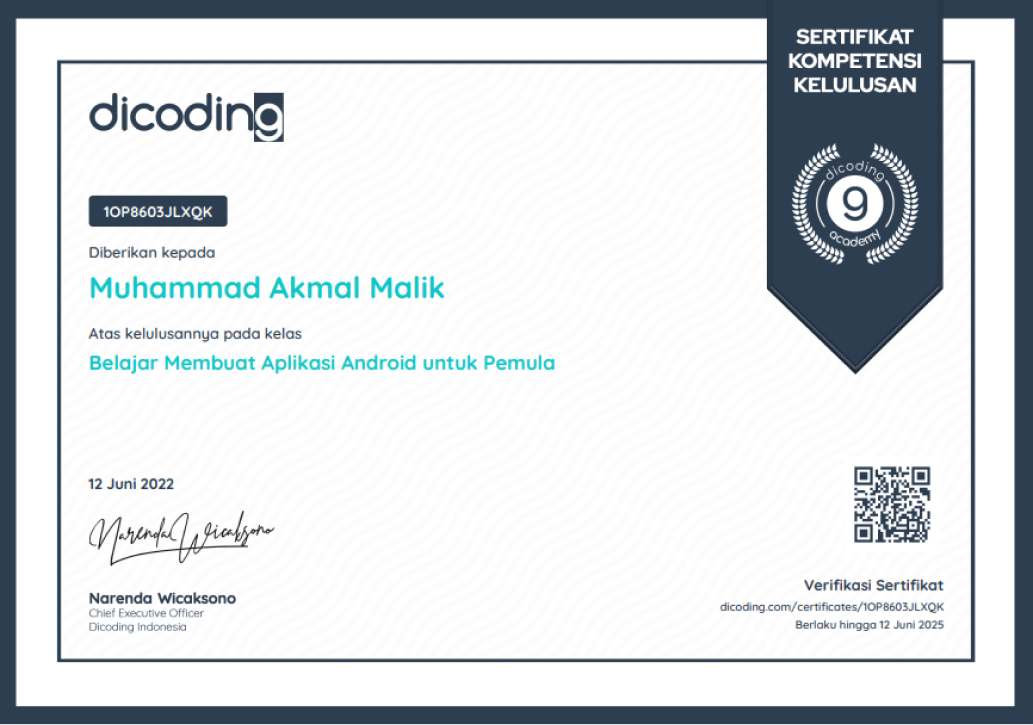 SERTIFIKAT
KOMPETENSI
KELULUSAN
dicoding
dicoding
9
academy
1OP8603JLXQK
Diberikan kepada
Muhammad Akmal Malik
Atas kelulusannya pada kelas
Belajar Membuat Aplikasi Android untuk Pemula
12 Juni 2022
Narenda Wicaksono
Narenda Wicaksono
Chief Executive Officer
Dicoding Indonesia
Verifikasi Sertifikat
dicoding.com/certificates/1OP8603JLXQK
Berlaku hingga 12 Juni 2025